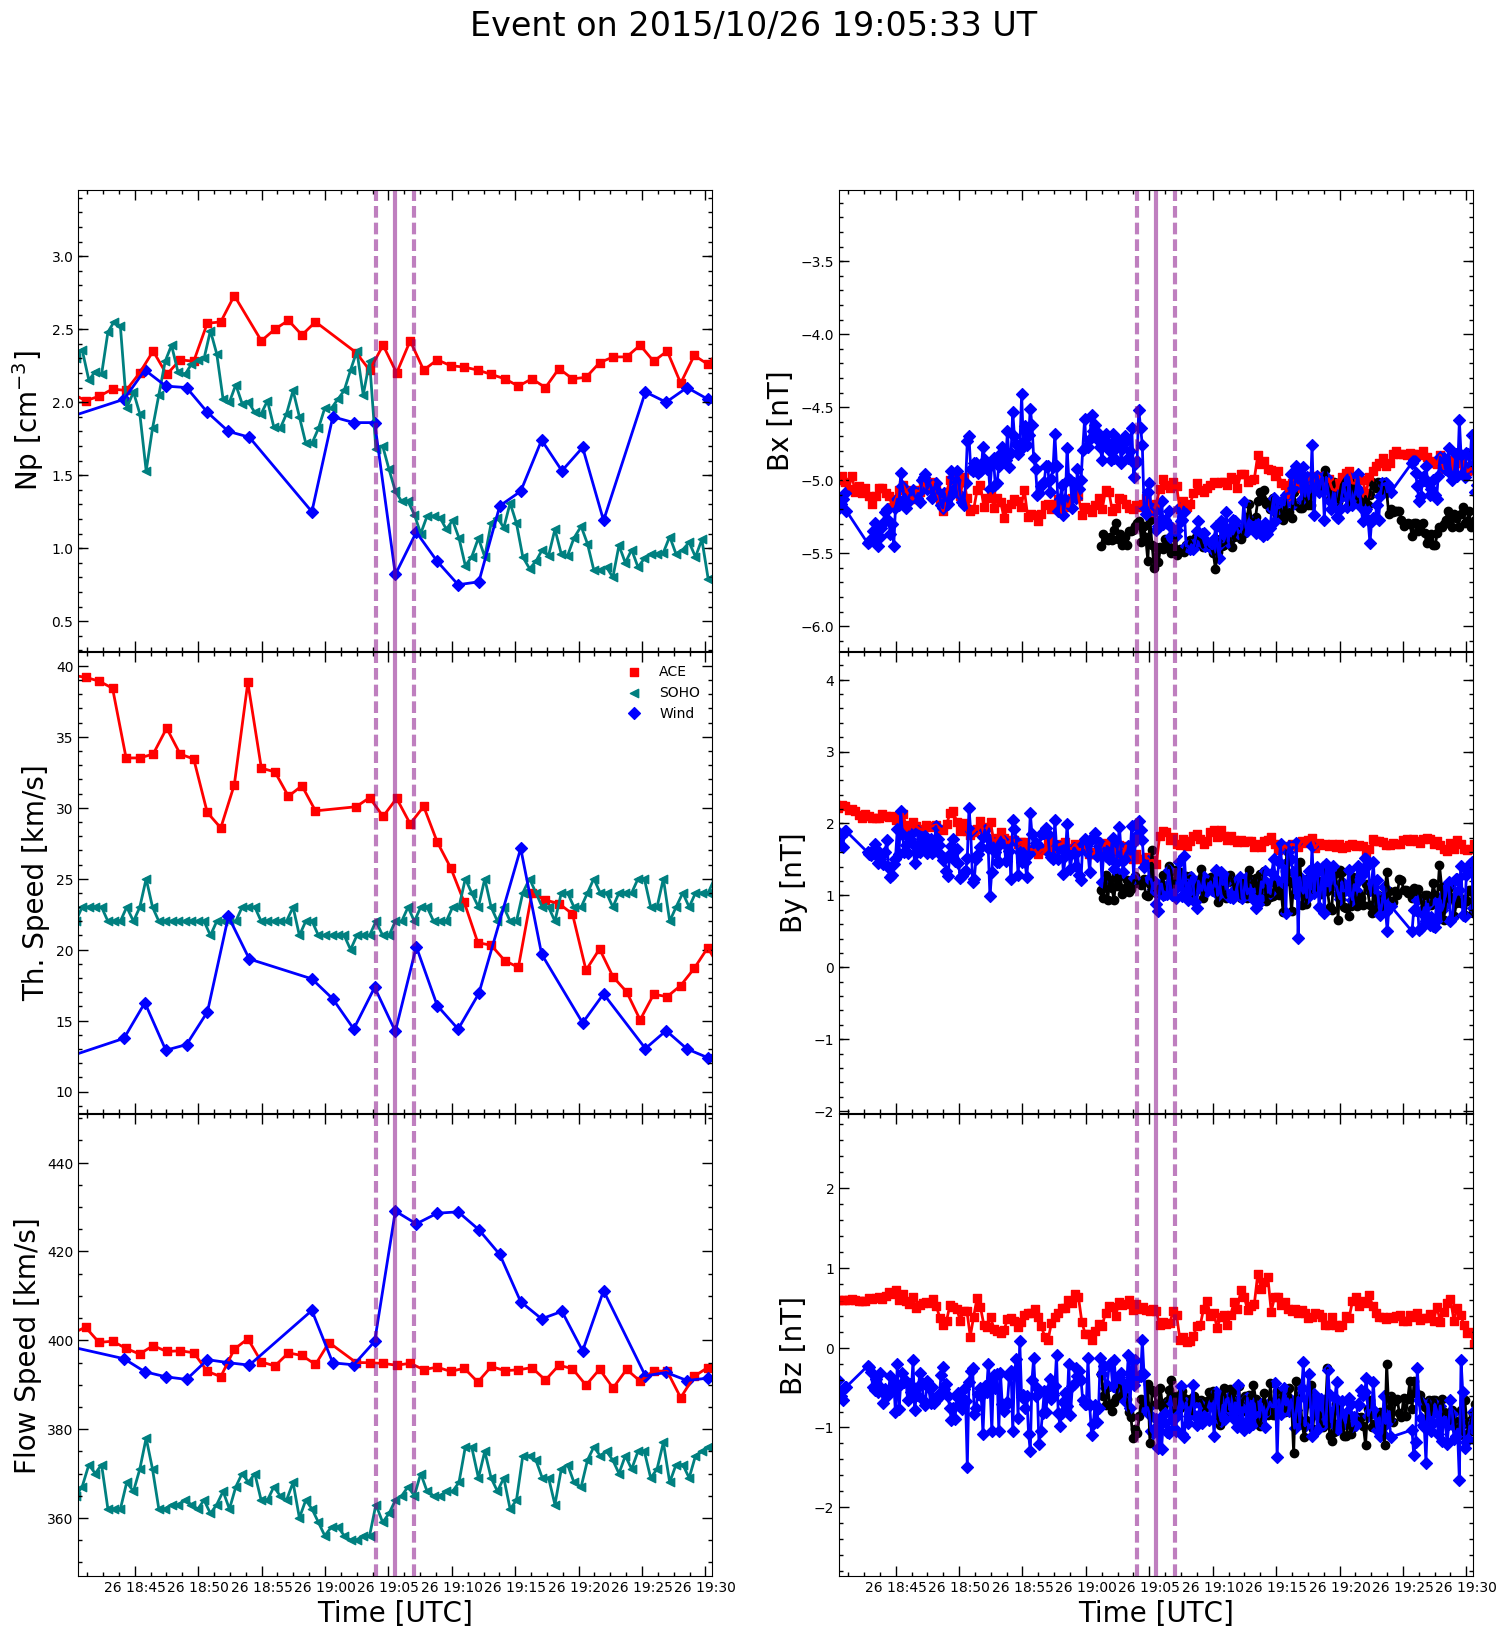 Event on 2015/10/26 19:05:33 UT
Np [cm⁻³]
3.0
2.5
2.0
1.5
1.0
0.5
Bx [nT]
−3.5
−4.0
−4.5
−5.0
−5.5
−6.0
Th. Speed [km/s]
40
35
30
25
20
15
10
ACE
SOHO
Wind
By [nT]
4
3
2
1
0
−1
−2
Flow Speed [km/s]
440
420
400
380
360
Bz [nT]
2
1
0
−1
−2
26 18:45 26 18:50 26 18:55 26 19:00 26 19:05 26 19:10 26 19:15 26 19:20 26 19:25 26 19:30
Time [UTC]
26 18:45 26 18:50 26 18:55 26 19:00 26 19:05 26 19:10 26 19:15 26 19:20 26 19:25 26 19:30
Time [UTC]